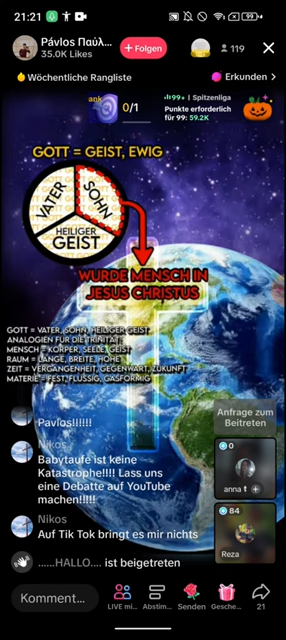 21:21
99+
Pávlos Παύλ...
35.0K Likes
+ Folgen
119
Wöchentliche Rangliste
Erkunden >
ank
0/1
99+ | Spitzenliga
Punkte erforderlich
für 99: 59.2K
GOTT = GEIST, EWIG
VATER
SOHN
HEILIGER
GEIST
WURDE MENSCH IN
JESUS CHRISTUS
GOTT = VATER, SOHN, HEILIGER GEIST
ANALOGIEN FÜR DIE TRINITÄT:
MENSCH = KÖRPER, SEELE, GEIST
RAUM = LÄNGE, BREITE, HÖHE
ZEIT = VERGANGENHEIT, GEGENWART, ZUKUNFT
MATERIE = FEST, FLÜSSIG, GASFÖRMIG
Pavlos!!!!!!
Nikos
Babytaufe ist keine
Katastrophe!!!! Lass uns
eine Debatte auf YouTube
machen!!!!!
Nikos
Auf Tik Tok bringt es mir nichts
......HALLO.... ist beigetreten
Anfrage zum
Beitreten
0
anna
84
Reza
Komment...
LIVE mi...
Abstim...
Senden
Gesche...
21